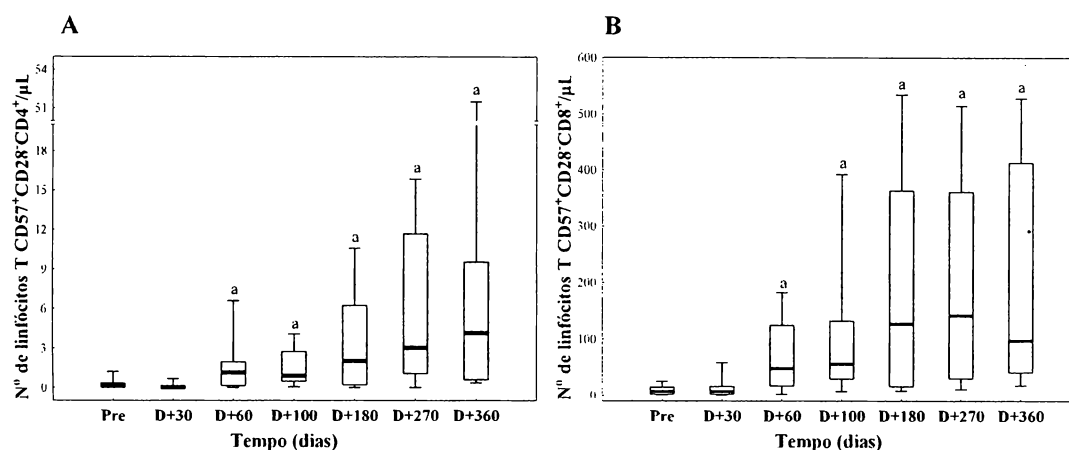 A
Nº de linfócitos T CD57⁺CD28⁻CD4⁺/µL
54
51
18
15
12
9
6
3
0
a
a
a
a
a
Pre D+30 D+60 D+100 D+180 D+270 D+360
Tempo (dias)
B
Nº de linfócitos T CD57⁺CD28⁻CD8⁺/µL
600
500
400
300
200
100
0
a
a
a
a
a
Pre D+30 D+60 D+100 D+180 D+270 D+360
Tempo (dias)